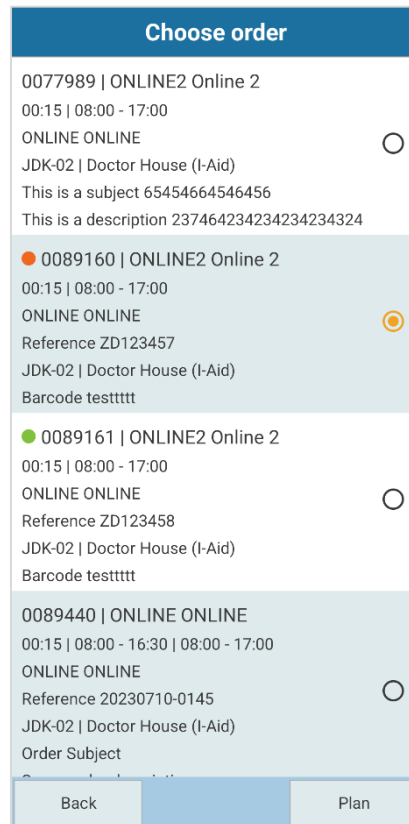 Choose order
0077989 | ONLINE2 Online 2
00:15 | 08:00 - 17:00
ONLINE ONLINE
JDK-02 | Doctor House (I-Aid)
This is a subject 65454664546456
This is a description 237464234234234234324
0089160 | ONLINE2 Online 2
00:15 | 08:00 - 17:00
ONLINE ONLINE
Reference ZD123457
JDK-02 | Doctor House (I-Aid)
Barcode testtttt
0089161 | ONLINE2 Online 2
00:15 | 08:00 - 17:00
ONLINE ONLINE
Reference ZD123458
JDK-02 | Doctor House (I-Aid)
Barcode testtttt
0089440 | ONLINE ONLINE
00:15 | 08:00 - 16:30 | 08:00 - 17:00
ONLINE ONLINE
Reference 20230710-0145
JDK-02 | Doctor House (I-Aid)
Order Subject
Back
Plan